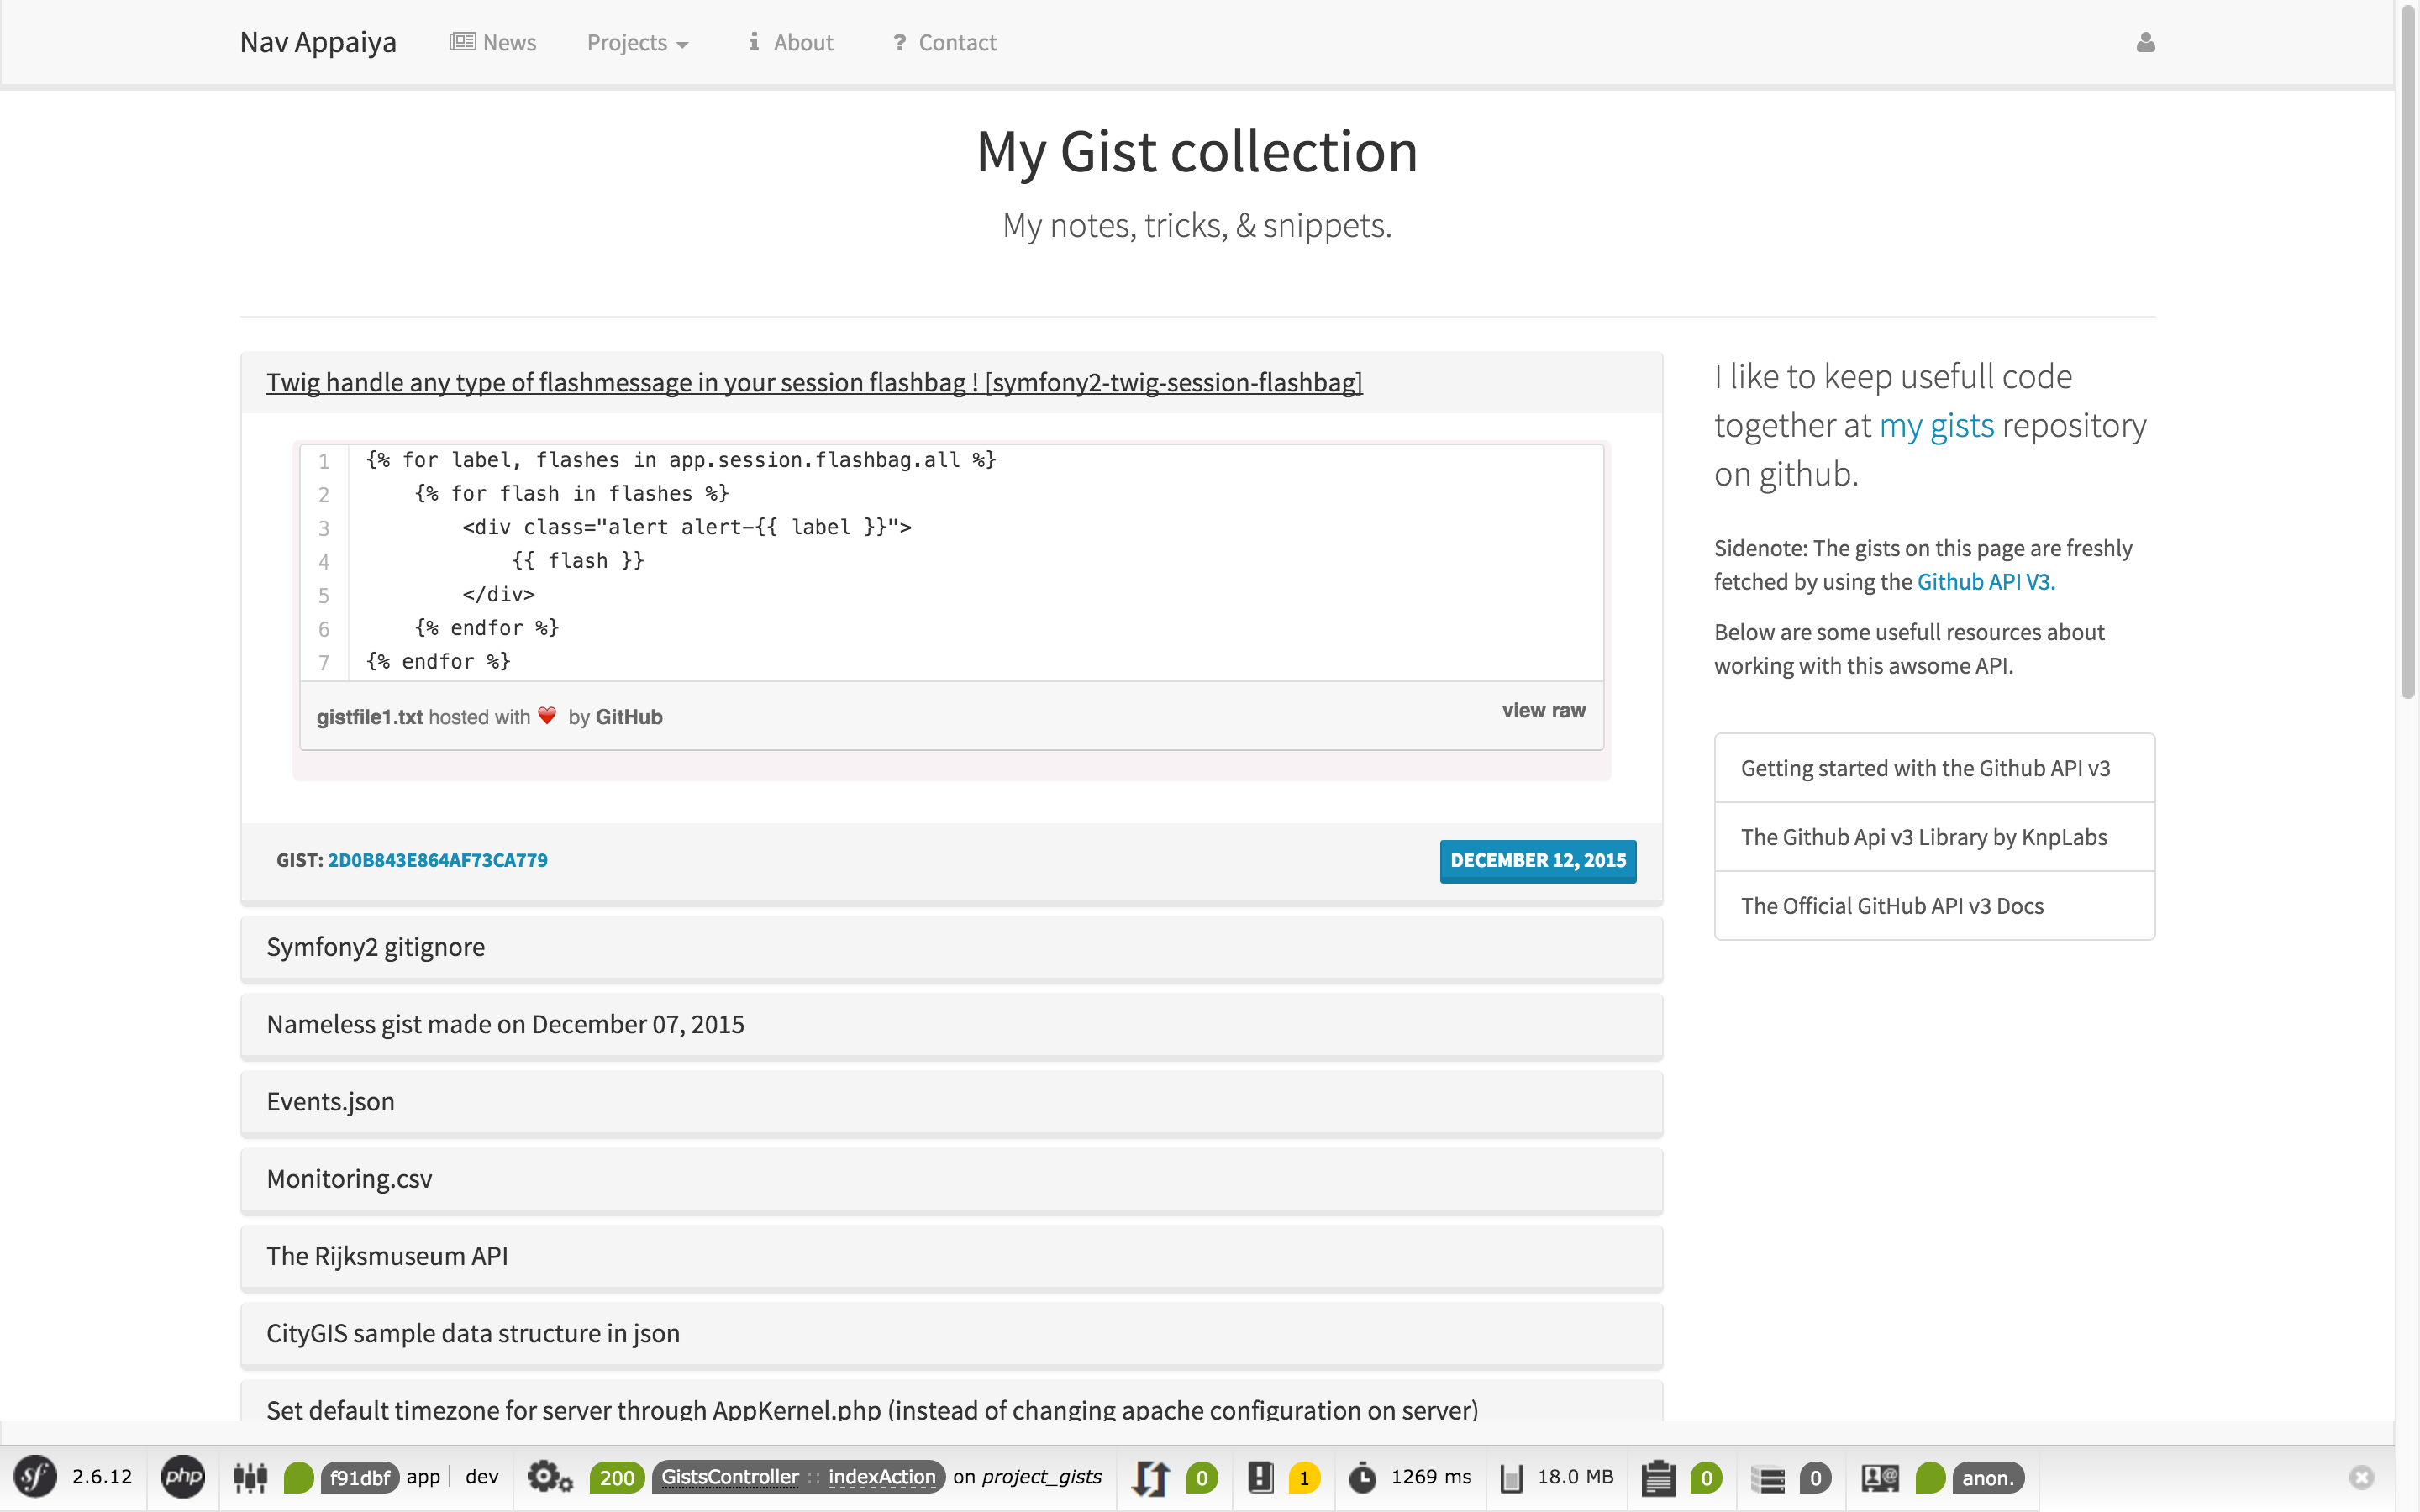 Nav Appaiya News Projects i About ? Contact
My Gist collection
My notes, tricks, & snippets.
Twig handle any type of flashmessage in your session flashbag ! [symfony2-twig-session-flashbag]
1 {% for label, flashes in app.session.flashbag.all %}
2 {% for flash in flashes %}
3 <div class="alert alert-{{ label }}">
4 {{ flash }}
5 </div>
6 {% endfor %}
7 {% endfor %}
gistfile1.txt hosted with ❤ by GitHub view raw
GIST: 2D0B843E864AF73CA779 DECEMBER 12, 2015
Symfony2 gitignore
Nameless gist made on December 07, 2015
Events.json
Monitoring.csv
The Rijksmuseum API
CityGIS sample data structure in json
Set default timezone for server through AppKernel.php (instead of changing apache configuration on server)
I like to keep usefull code
together at my gists repository
on github.
Sidenote: The gists on this page are freshly
fetched by using the Github API V3.
Below are some usefull resources about
working with this awsome API.
Getting started with the Github API v3
The Github Api v3 Library by KnpLabs
The Official GitHub API v3 Docs
sf 2.6.12 php f91dbf app dev 200 GistsController :: indexAction on project_gists 0 1 1269 ms 18.0 MB 0 0 anon.